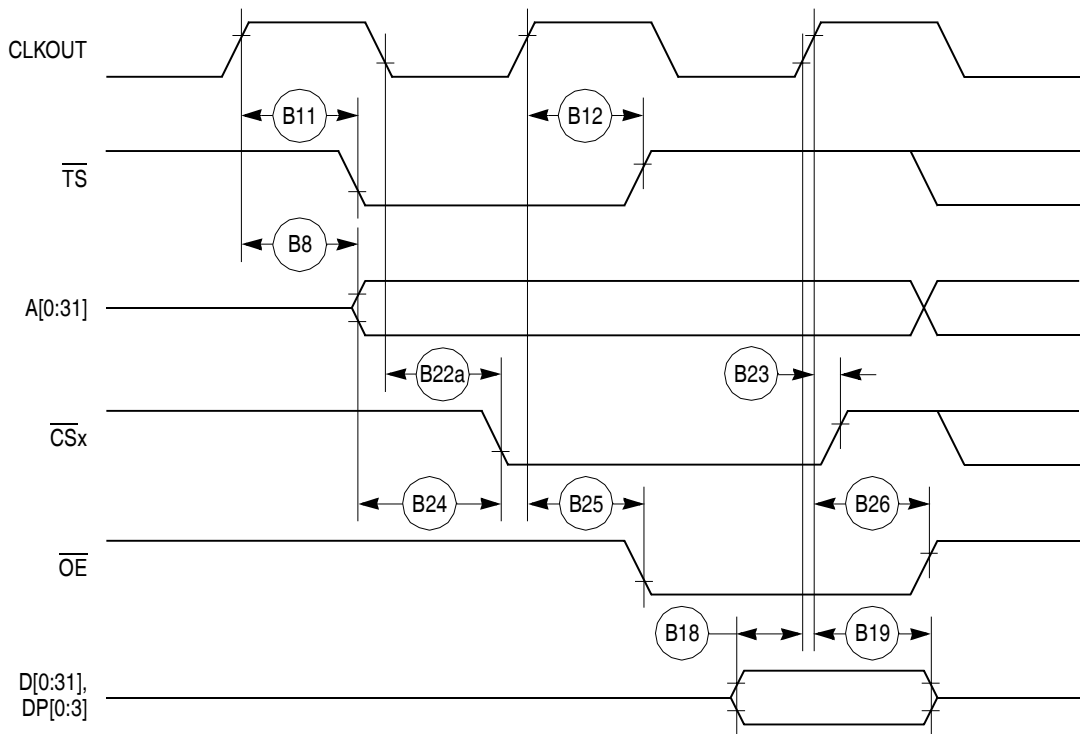 CLKOUT
B11
B12
TS
B8
A[0:31]
B22a
B23
CSx
B24
B25
B26
OE
B18
B19
D[0:31],
DP[0:3]